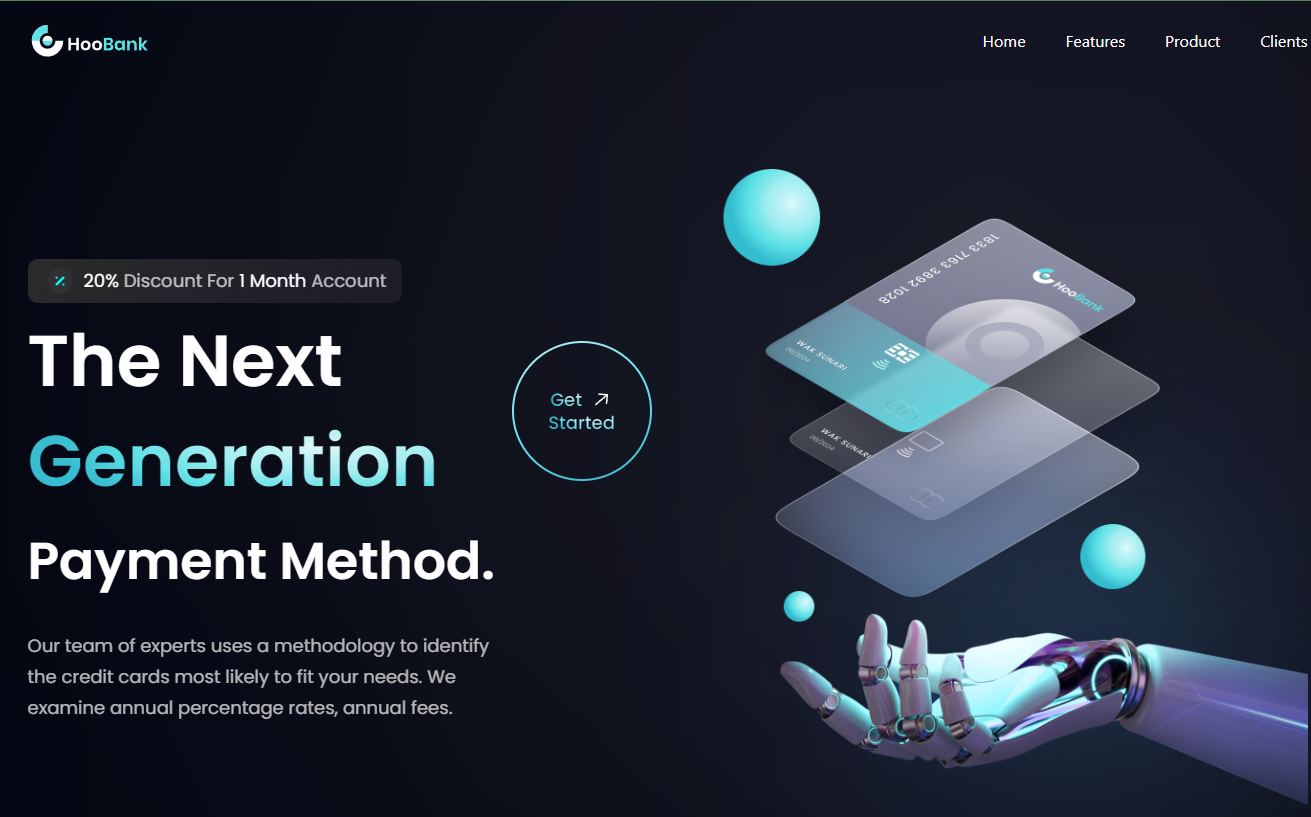 HooBank
Home Features Product Clients
20% Discount For 1 Month Account
The Next
Generation
Payment Method.
Get
Started
Our team of experts uses a methodology to identify
the credit cards most likely to fit your needs. We
examine annual percentage rates, annual fees.
1833 7163 3892 1028
HooBank
WAK SUNARI
06/2024
WAK SUNARI
06/2024